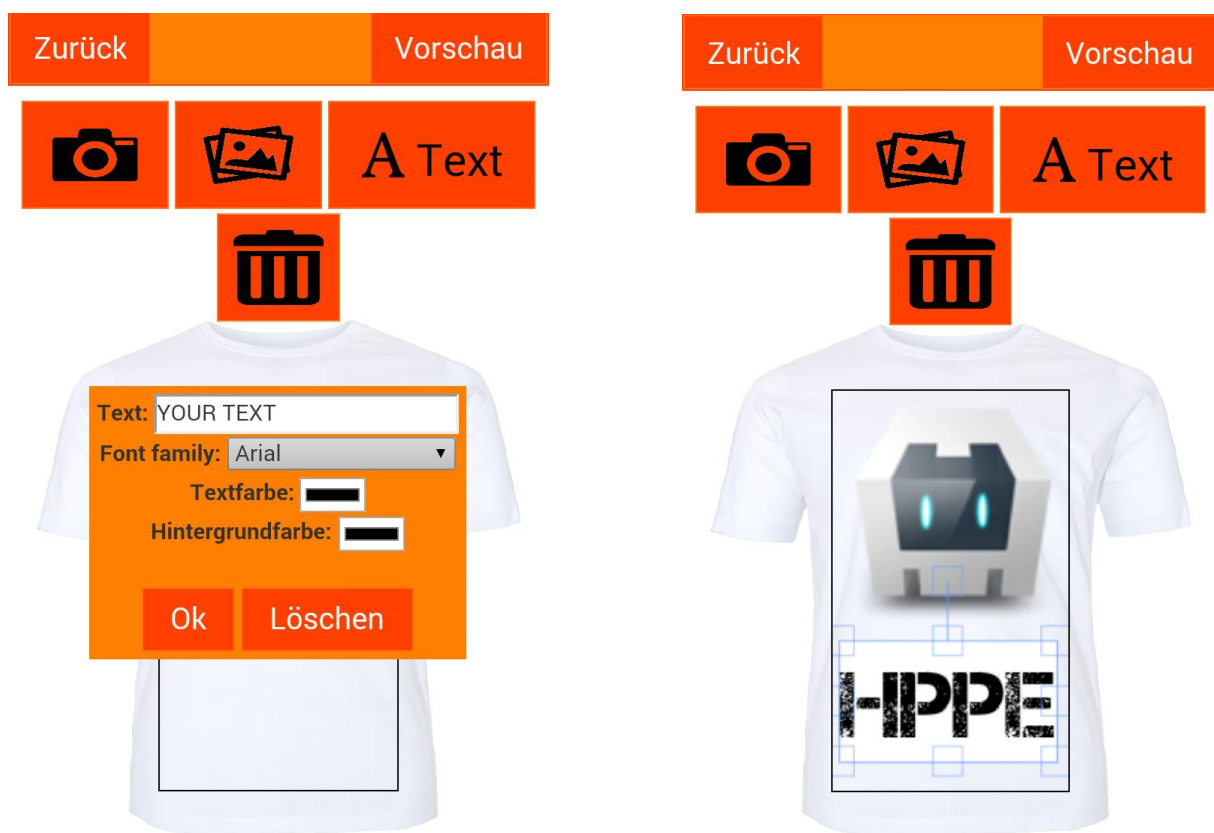 Zurück Vorschau
A Text
Text: YOUR TEXT
Font family: Arial
Textfarbe:
Hintergrundfarbe:
Ok Löschen
Zurück Vorschau
A Text
HPPE